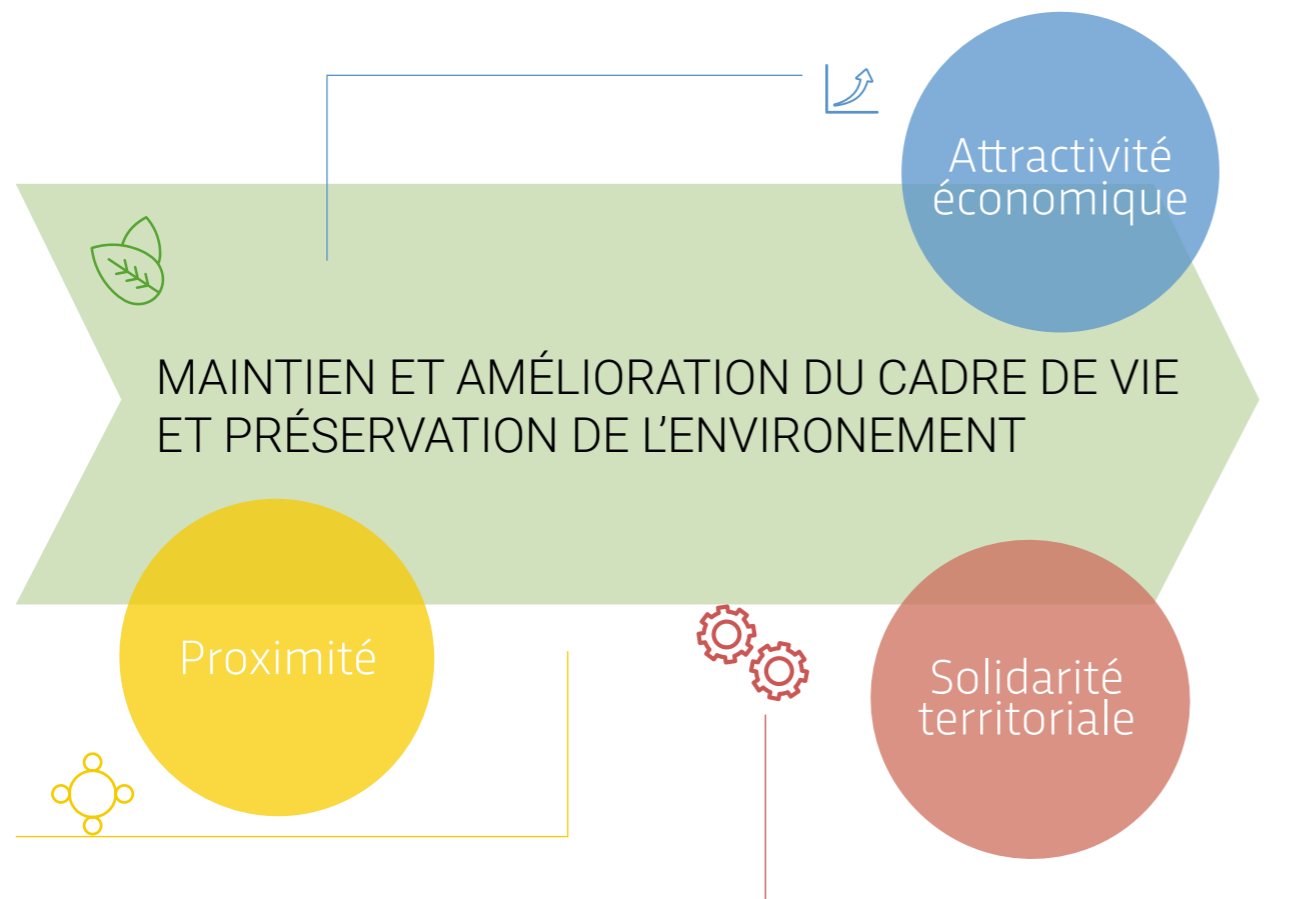 Attractivité
économique
MAINTIEN ET AMÉLIORATION DU CADRE DE VIE
ET PRÉSERVATION DE L’ENVIRONEMENT
Proximité
Solidarité
territoriale